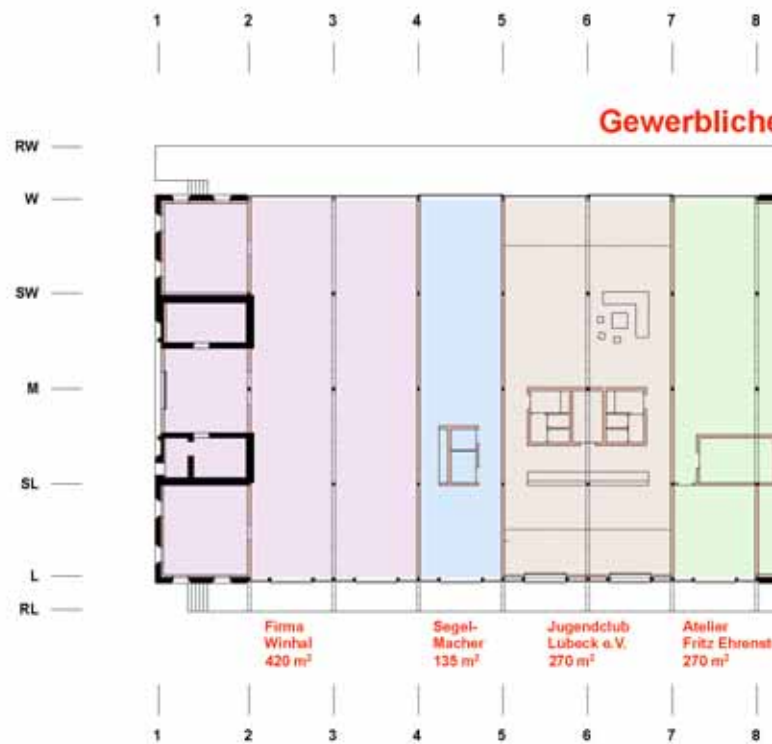 1 2 3 4 5 6 7 8
Gewerbliche
RW
W
SW
M
SL
L
RL
Firma
Winhal
420 m²
Segel-
Macher
135 m²
Jugendclub
Lübeck e.V.
270 m²
Atelier
Fritz Ehrenst
270 m²
1 2 3 4 5 6 7 8